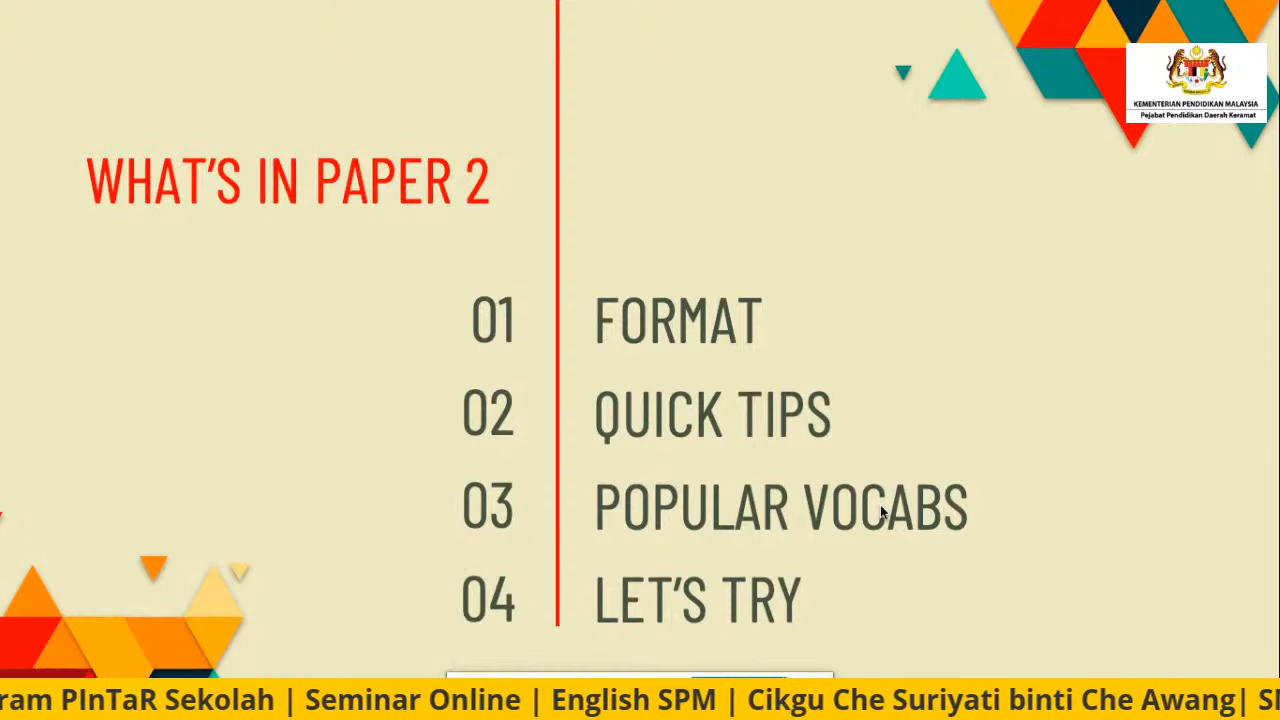 KEMENTERIAN PENDIDIKAN MALAYSIA
Pejabat Pendidikan Daerah Keramat
WHAT'S IN PAPER 2
01 FORMAT
02 QUICK TIPS
03 POPULAR VOCABS
04 LET'S TRY
ram PInTaR Sekolah | Seminar Online | English SPM | Cikgu Che Suriyati binti Che Awang|